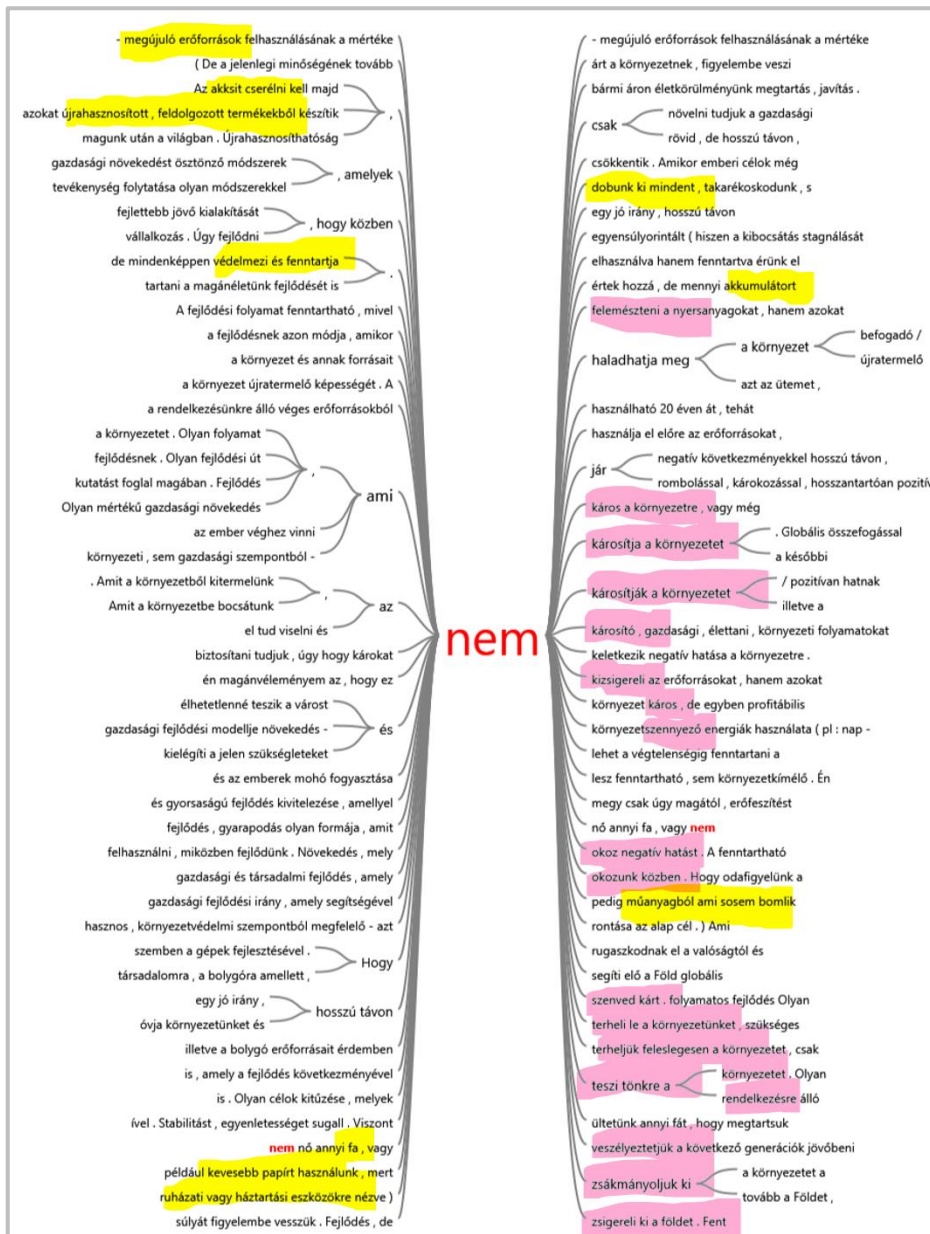 - megújuló erőforrások felhasználásának a mértéke
( De a jelenlegi minőségének tovább
Az akksit cserélni kell majd
azokat újrahasznosított , feldolgozott termékekből készítik
magunk után a világban . Újrahasznosíthatóság
,
gazdasági növekedést ösztönző módszerek
tevékenység folytatása olyan módszerekkel
, amelyek
fejlettebb jövő kialakítását
vállalkozás . Úgy fejlődni
, hogy közben
de mindenképpen védelmezi és fenntartja
tartani a magánéletünk fejlődését is
.
A fejlődési folyamat fenntartható , mivel
a fejlődésnek azon módja , amikor
a környezet és annak forrásait
a környezet újratermelő képességét . A
a rendelkezésünkre álló véges erőforrásokból
a környezetet . Olyan folyamat
fejlődésnek . Olyan fejlődési út
kutatást foglal magában . Fejlődés
Olyan mértékű gazdasági növekedés
,
az ember véghez vinni
környezeti , sem gazdasági szempontból -
ami
. Amit a környezetből kitermelünk
Amit a környezetbe bocsátunk
,
el tud viselni és
az
biztosítani tudjuk , úgy hogy károkat
én magánvéleményem az , hogy ez
élhetetlenné teszik a várost
gazdasági fejlődési modellje növekedés -
kielégíti a jelen szükségleteket
és
és az emberek mohó fogyasztása
és gyorsaságú fejlődés kivitelezése , amellyel
fejlődés , gyarapodás olyan formája , amit
felhasználni , miközben fejlődünk . Növekedés , mely
gazdasági és társadalmi fejlődés , amely
gazdasági fejlődési irány , amely segítségével
hasznos , környezetvédelmi szempontból megfelelő - azt
szemben a gépek fejlesztésével .
társadalomra , a bolygóra amellett ,
Hogy
egy jó irány ,
óvja környezetünket és
hosszú távon
illetve a bolygó erőforrásait érdemben
is , amely a fejlődés következményével
is . Olyan célok kitűzése , melyek
ível . Stabilitást , egyenletességet sugall . Viszont
nem nő annyi fa , vagy
például kevesebb papírt használunk , mert
ruházati vagy háztartási eszközökre nézve )
súlyát figyelembe vesszük . Fejlődés , de
nem
- megújuló erőforrások felhasználásának a mértéke
árt a környezetnek , figyelembe veszi
bármi áron életkörülményünk megtartás , javítás .
csak
növelni tudjuk a gazdasági
rövid , de hosszú távon ,
csökkentik . Amikor emberi célok még
dobunk ki mindent , takarékoskodunk , s
egy jó irány , hosszú távon
egyensúlyorintált ( hiszen a kibocsátás stagnálását
elhasználva hanem fenntartva érünk el
értek hozzá , de mennyi akkumulátort
felemészteni a nyersanyagokat , hanem azokat
haladhatja meg
a környezet
befogadó /
újratermelő
azt az ütemet ,
használható 20 éven át , tehát
használja el előre az erőforrásokat ,
jár
negatív következményekkel hosszú távon ,
rombolással , károkozással , hosszantartóan pozitív
káros a környezetre , vagy még
károsítja a környezetet
. Globális összefogással
a későbbi
károsítják a környezetet
/ pozitívan hatnak
illetve a
károsító , gazdasági , élettani , környezeti folyamatokat
keletkezik negatív hatása a környezetre .
kizsigereli az erőforrásokat , hanem azokat
környezet káros , de egyben profitábilis
környezetszennyező energiák használata ( pl : nap -
lehet a végtelenségig fenntartani a
lesz fenntartható , sem környezetkímélő . Én
megy csak úgy magától , erőfeszítést
nő annyi fa , vagy nem
okoz negatív hatást . A fenntartható
okozunk közben . Hogy odafigyelünk a
pedig műanyagból ami sosem bomlik
rontása az alap cél . ) Ami
rugaszkodnak el a valóságtól és
segíti elő a Föld globális
szenved kárt . folyamatos fejlődés Olyan
terheli le a környezetünket , szükséges
terheljük feleslegesen a környezetet , csak
teszi tönkre a
környezetet . Olyan
rendelkezésre álló
ültetünk annyi fát , hogy megtartsuk
veszélyeztetjük a következő generációk jövőbeni
zsákmányoljuk ki
a környezetet a
tovább a Földet ,
zsigereli ki a földet . Fent